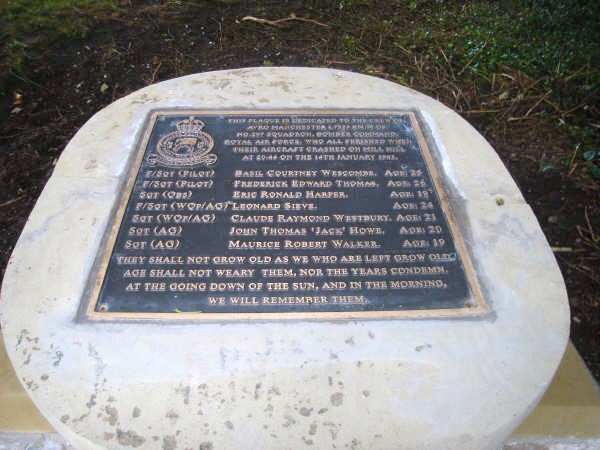 THIS PLAQUE IS DEDICATED TO THE CREW OF
AVRO MANCHESTER L7523
NO.207 SQUADRON, BOMBER COMMAND,
ROYAL AIR FORCE, WHO ALL PERISHED WHEN
THEIR AIRCRAFT CRASHED ON MILL HILL
AT 20:46 ON THE 14TH JANUARY 1942.
F/SGT (PILOT) BASIL COURTNEY WESCOMBE. AGE: 25
F/SGT (PILOT) FREDERICK EDWARD THOMAS. AGE: 26
SGT (OBS) ERIC RONALD HARPER. AGE: 19
F/SGT (WOP/AG) LEONARD SIEVE. AGE: 24
SGT (WOP/AG) CLAUDE RAYMOND WESTBURY. AGE: 21
SGT (AG) JOHN THOMAS 'JACK' HOWE. AGE: 20
SGT (AG) MAURICE ROBERT WALKER. AGE: 19
THEY SHALL NOT GROW OLD AS WE WHO ARE LEFT GROW OLD,
AGE SHALL NOT WEARY THEM, NOR THE YEARS CONDEMN.
AT THE GOING DOWN OF THE SUN, AND IN THE MORNING,
WE WILL REMEMBER THEM.